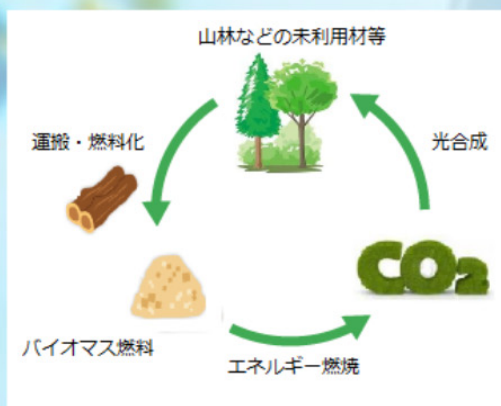 山林などの未利用材等
運搬・燃料化
光合成
CO2
バイオマス燃料
エネルギー燃焼